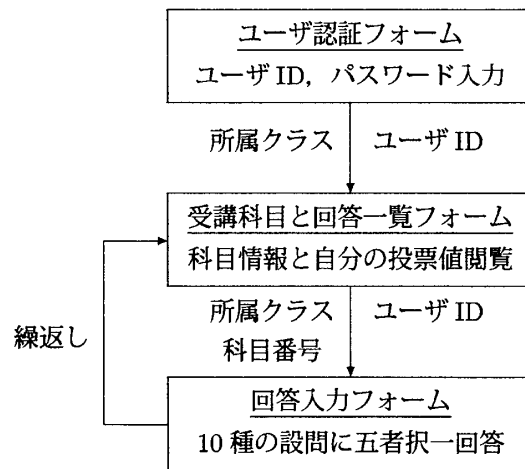 ユーザ認証フォーム
ユーザID，パスワード入力
所属クラス ユーザID
受講科目と回答一覧フォーム
科目情報と自分の投票値閲覧
所属クラス ユーザID
科目番号
繰返し
回答入力フォーム
10種の設問に五者択一回答